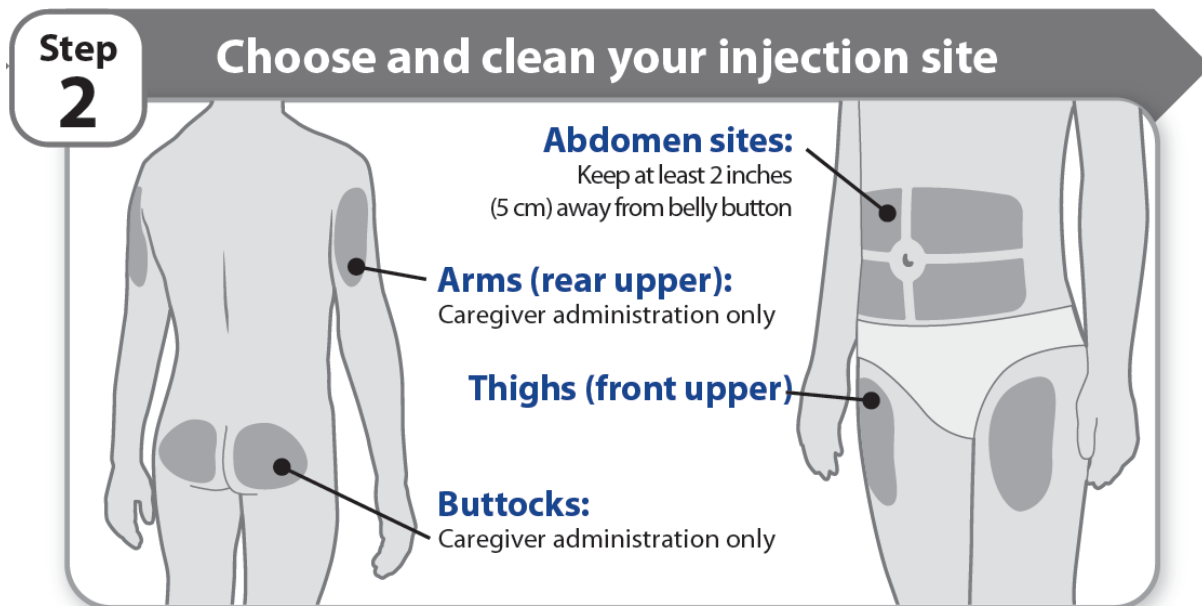 Step
2
Choose and clean your injection site
Abdomen sites:
Keep at least 2 inches
(5 cm) away from belly button
Arms (rear upper):
Caregiver administration only
Thighs (front upper)
Buttocks:
Caregiver administration only